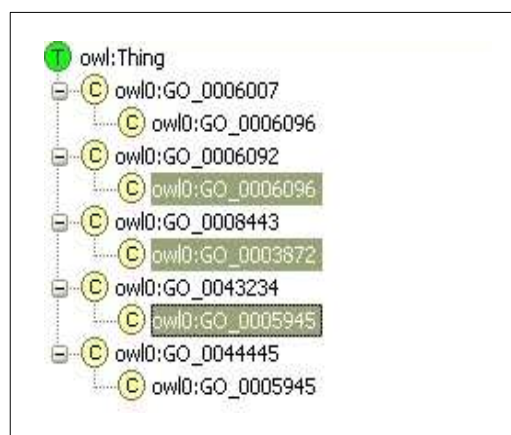 T owl:Thing
C owl0:GO_0006007
C owl0:GO_0006096
C owl0:GO_0006092
C owl0:GO_0006096
C owl0:GO_0008443
C owl0:GO_0003872
C owl0:GO_0043234
C owl0:GO_0005945
C owl0:GO_0044445
C owl0:GO_0005945